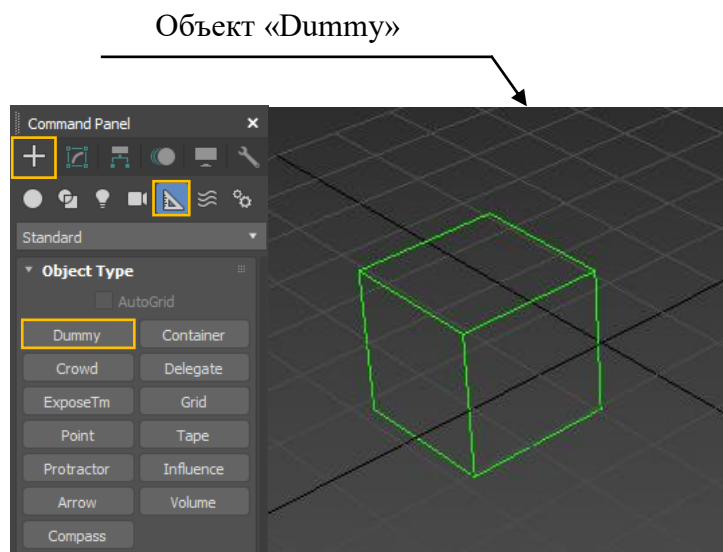 Объект «Dummy»
Command Panel
Standard
Object Type
AutoGrid
Dummy Container
Crowd Delegate
ExposeTm Grid
Point Tape
Protractor Influence
Arrow Volume
Compass